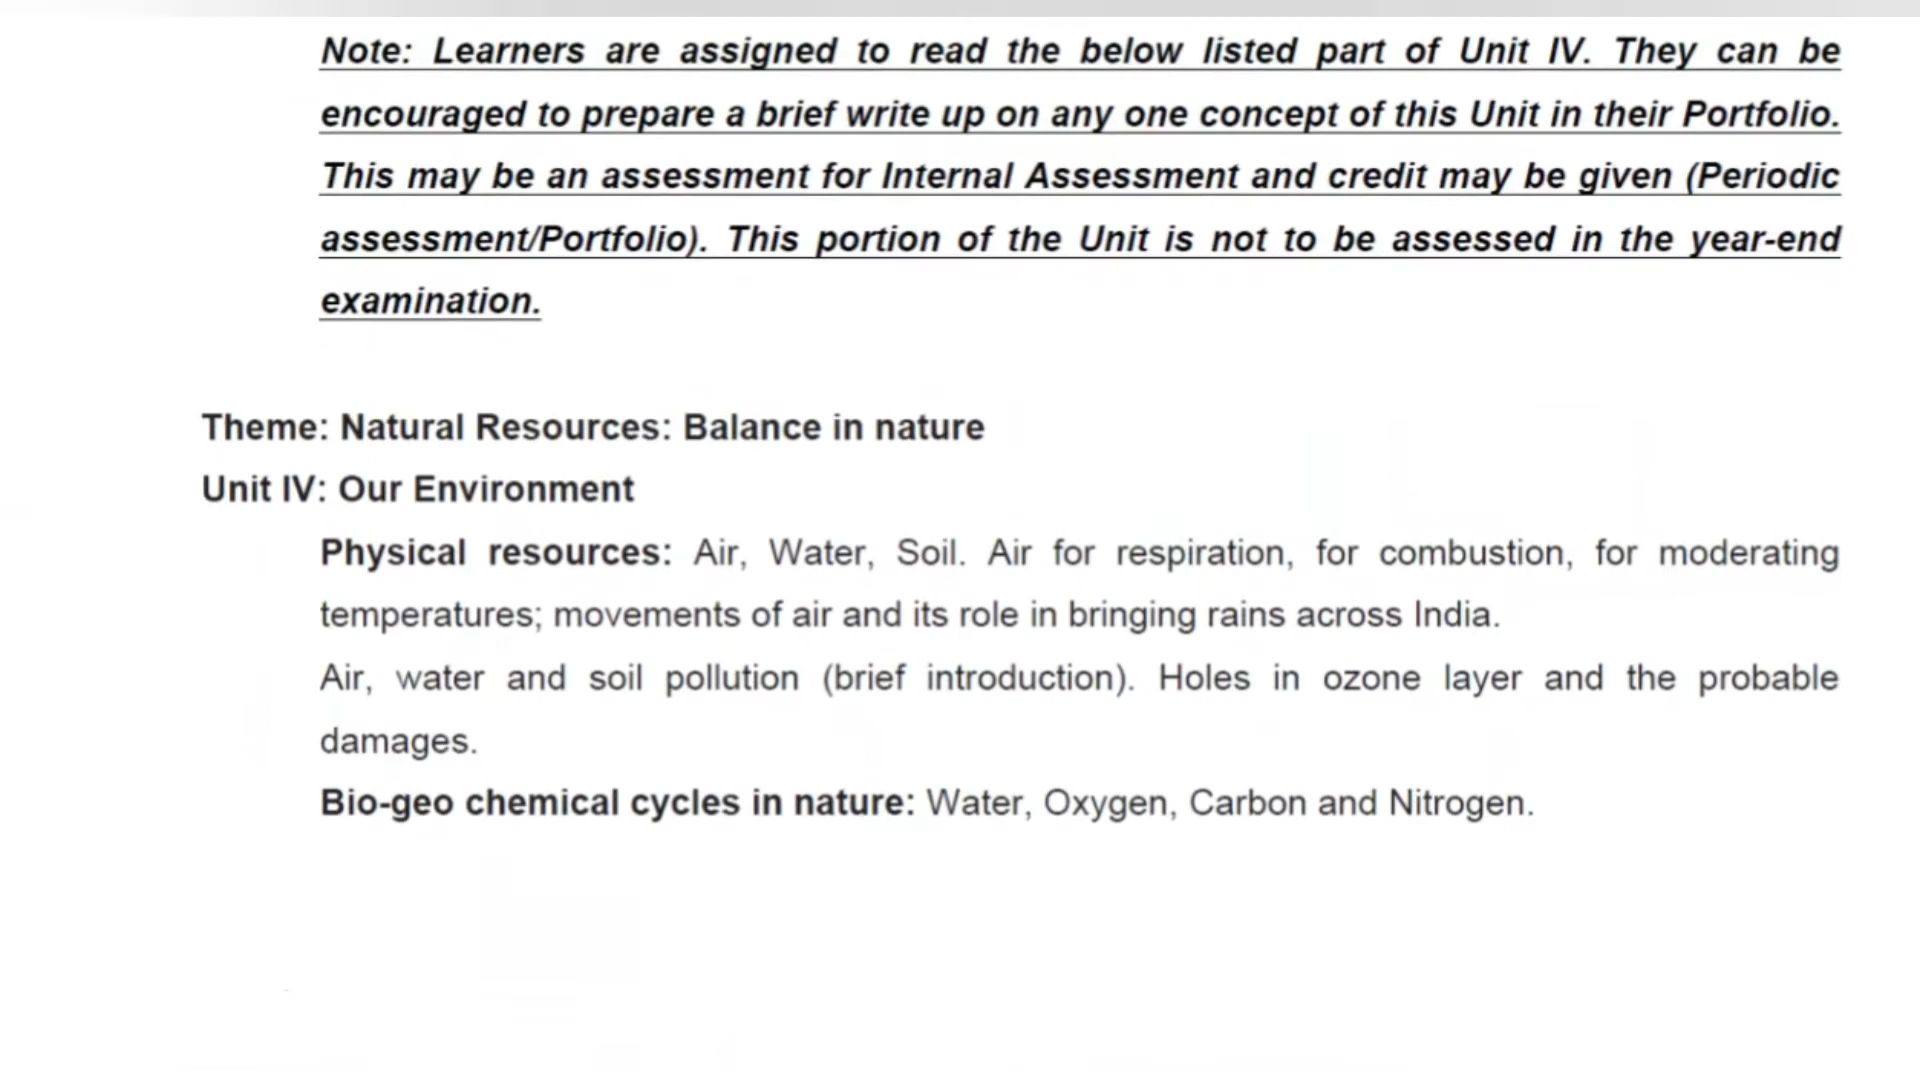 Note: Learners are assigned to read the below listed part of Unit IV. They can be
encouraged to prepare a brief write up on any one concept of this Unit in their Portfolio.
This may be an assessment for Internal Assessment and credit may be given (Periodic
assessment/Portfolio). This portion of the Unit is not to be assessed in the year-end
examination.
Theme: Natural Resources: Balance in nature
Unit IV: Our Environment
Physical resources: Air, Water, Soil. Air for respiration, for combustion, for moderating
temperatures; movements of air and its role in bringing rains across India.
Air, water and soil pollution (brief introduction). Holes in ozone layer and the probable
damages.
Bio-geo chemical cycles in nature: Water, Oxygen, Carbon and Nitrogen.